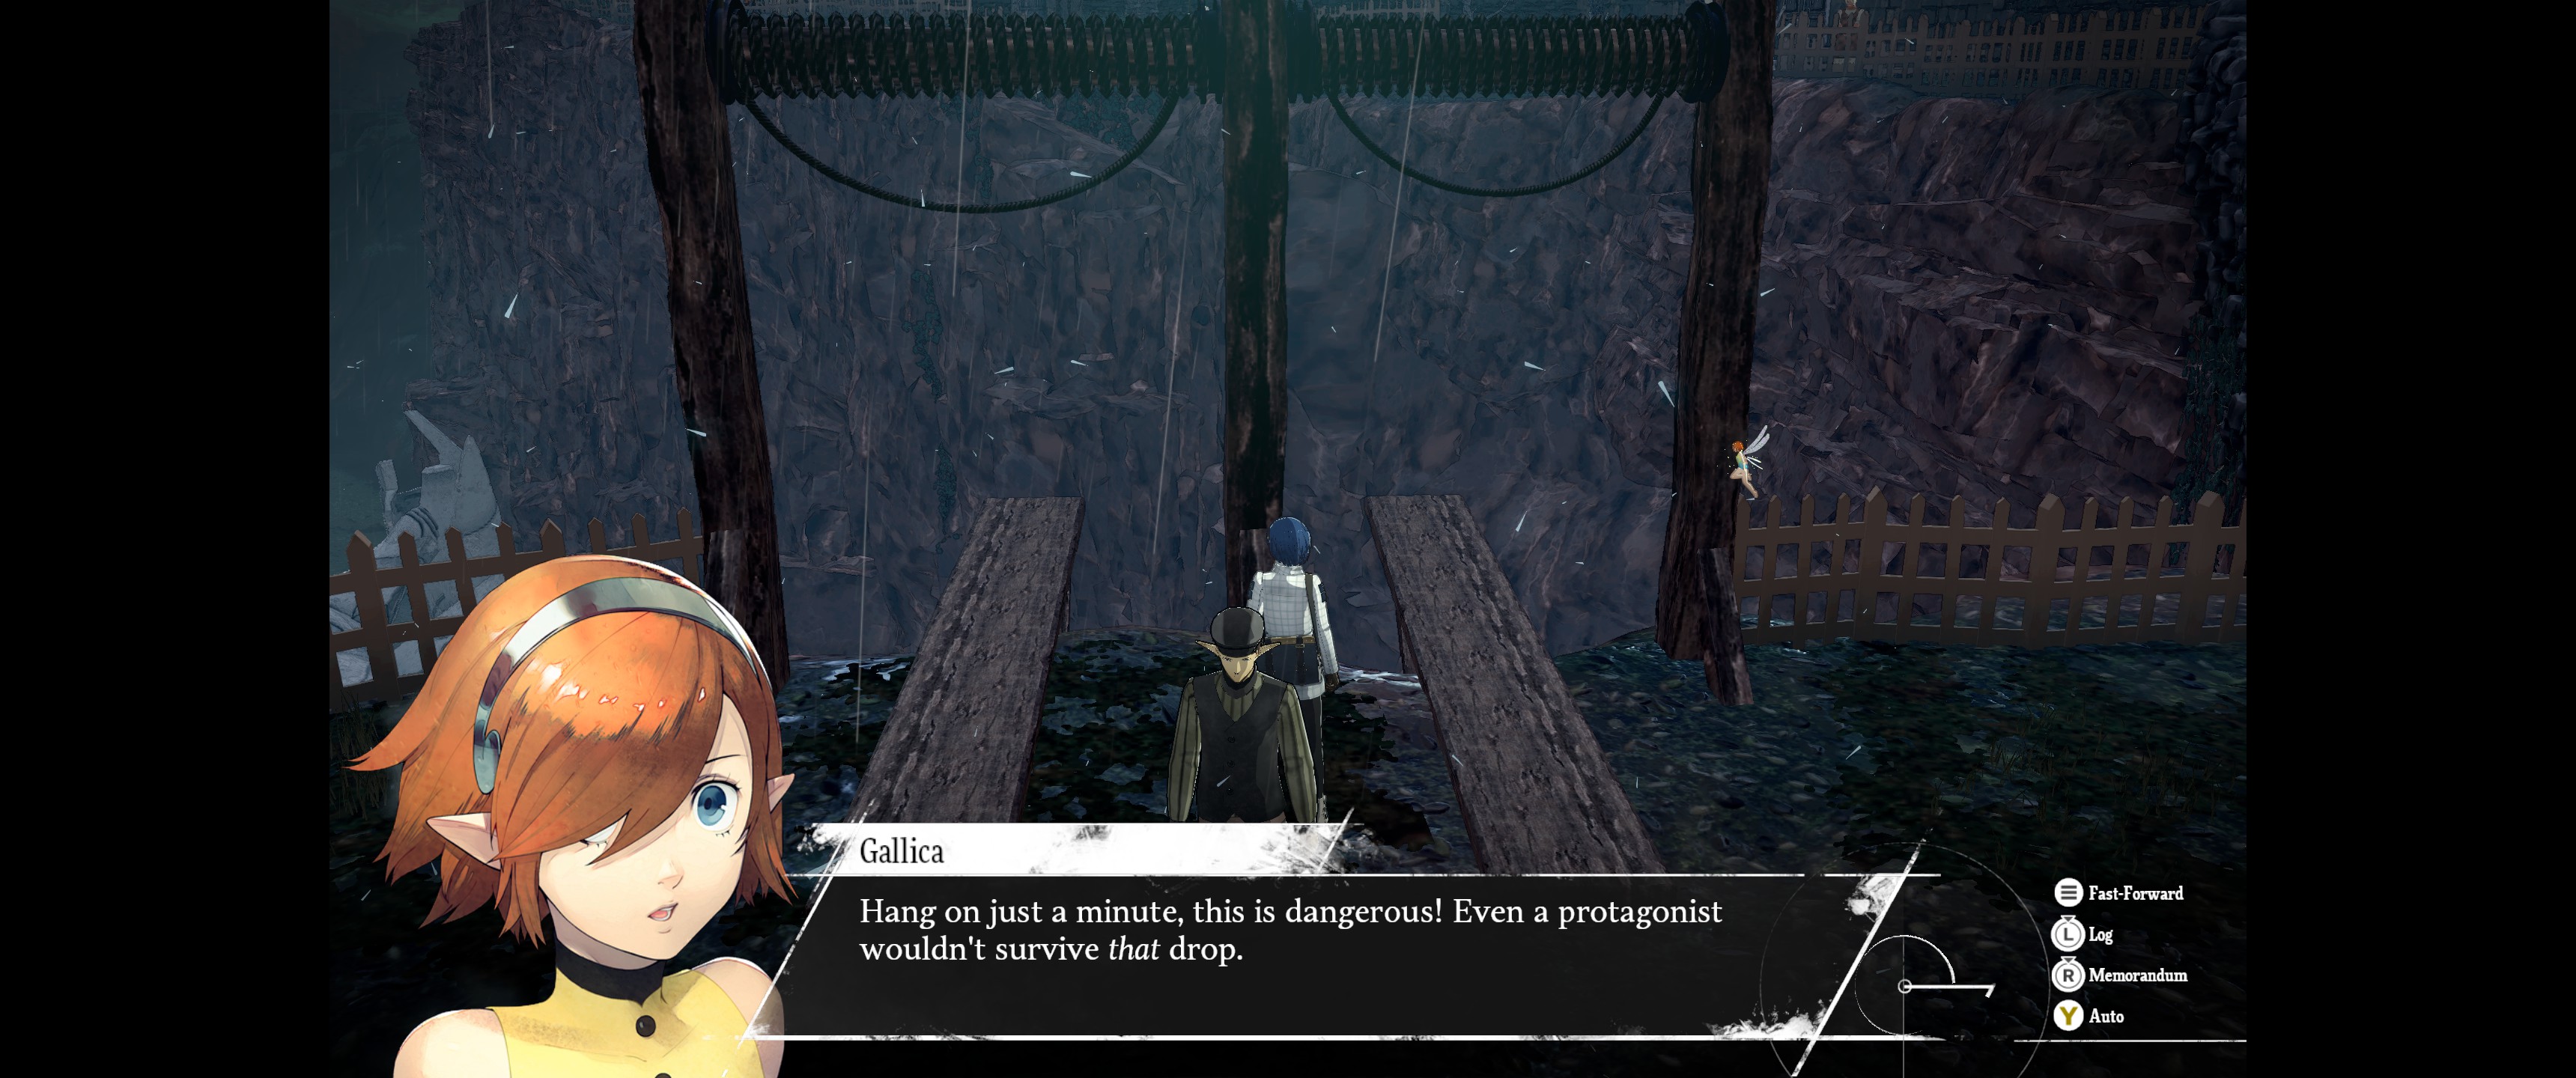 Gallica
Hang on just a minute, this is dangerous! Even a protagonist
wouldn't survive that drop.
Fast-Forward
L Log
R Memorandum
Y Auto